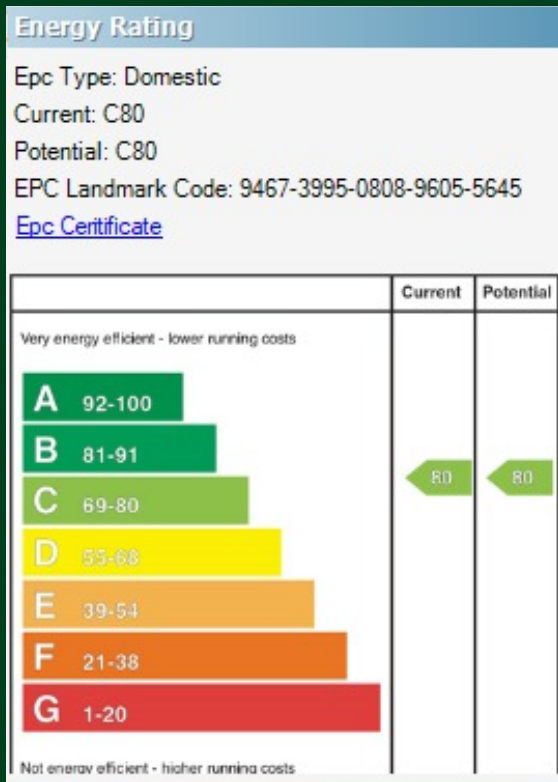 Energy Rating
Epc Type: Domestic
Current: C80
Potential: C80
EPC Landmark Code: 9467-3995-0808-9605-5645
Epc Ceritificate
Current Potential
Very energy efficient - lower running costs
A 92-100
B 81-91
80 80
C 69-80
D 55-68
E 39-54
F 21-38
G 1-20
Not energy efficient - higher running costs